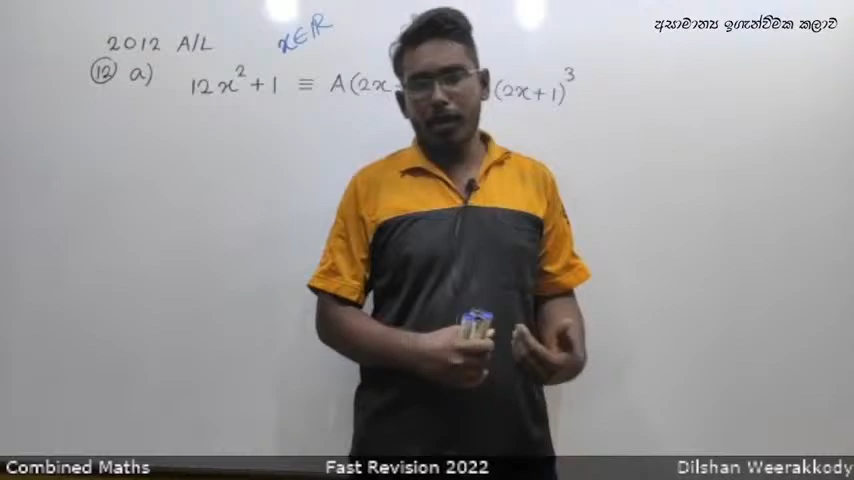 අසාමාන්‍ය ඉගැන්වීමක කලාව
2012 A/L x∈ℝ
⑫ a) 12x² + 1 ≡ A(2x (2x+1)³
Combined Maths Fast Revision 2022 Dilshan Weerakkody